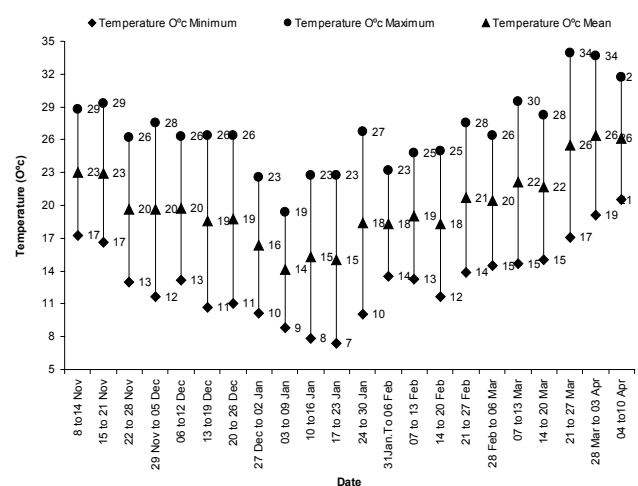 Temperature Oºc Minimum Temperature Oºc Maximum Temperature Oºc Mean
Temperature (Oºc)
35
32
29
26
23
20
17
14
11
8
5
29 29 26 28 26 26 26 23 19 23 23 27 23 25 25 28 26 30 28 34 34 2
23 23 20 20 20 19 19 16 14 15 15 18 18 19 18 21 20 22 22 26 26 26
17 17 13 12 13 11 11 10 9 8 7 10 14 13 12 14 15 15 15 17 19 21
8 to 14 Nov
15 to 21 Nov
22 to 28 Nov
29 Nov to 05 Dec
06 to 12 Dec
13 to 19 Dec
20 to 26 Dec
27 Dec to 02 Jan
03 to 09 Jan
10 to 16 Jan
17 to 23 Jan
24 to 30 Jan
31Jan.To 06 Feb
07 to 13 Feb
14 to 20 Feb
21 to 27 Feb
28 Feb to 06 Mar
07 to 13 Mar
14 to 20 Mar
21 to 27 Mar
28 Mar to 03 Apr
04 to10 Apr
Date